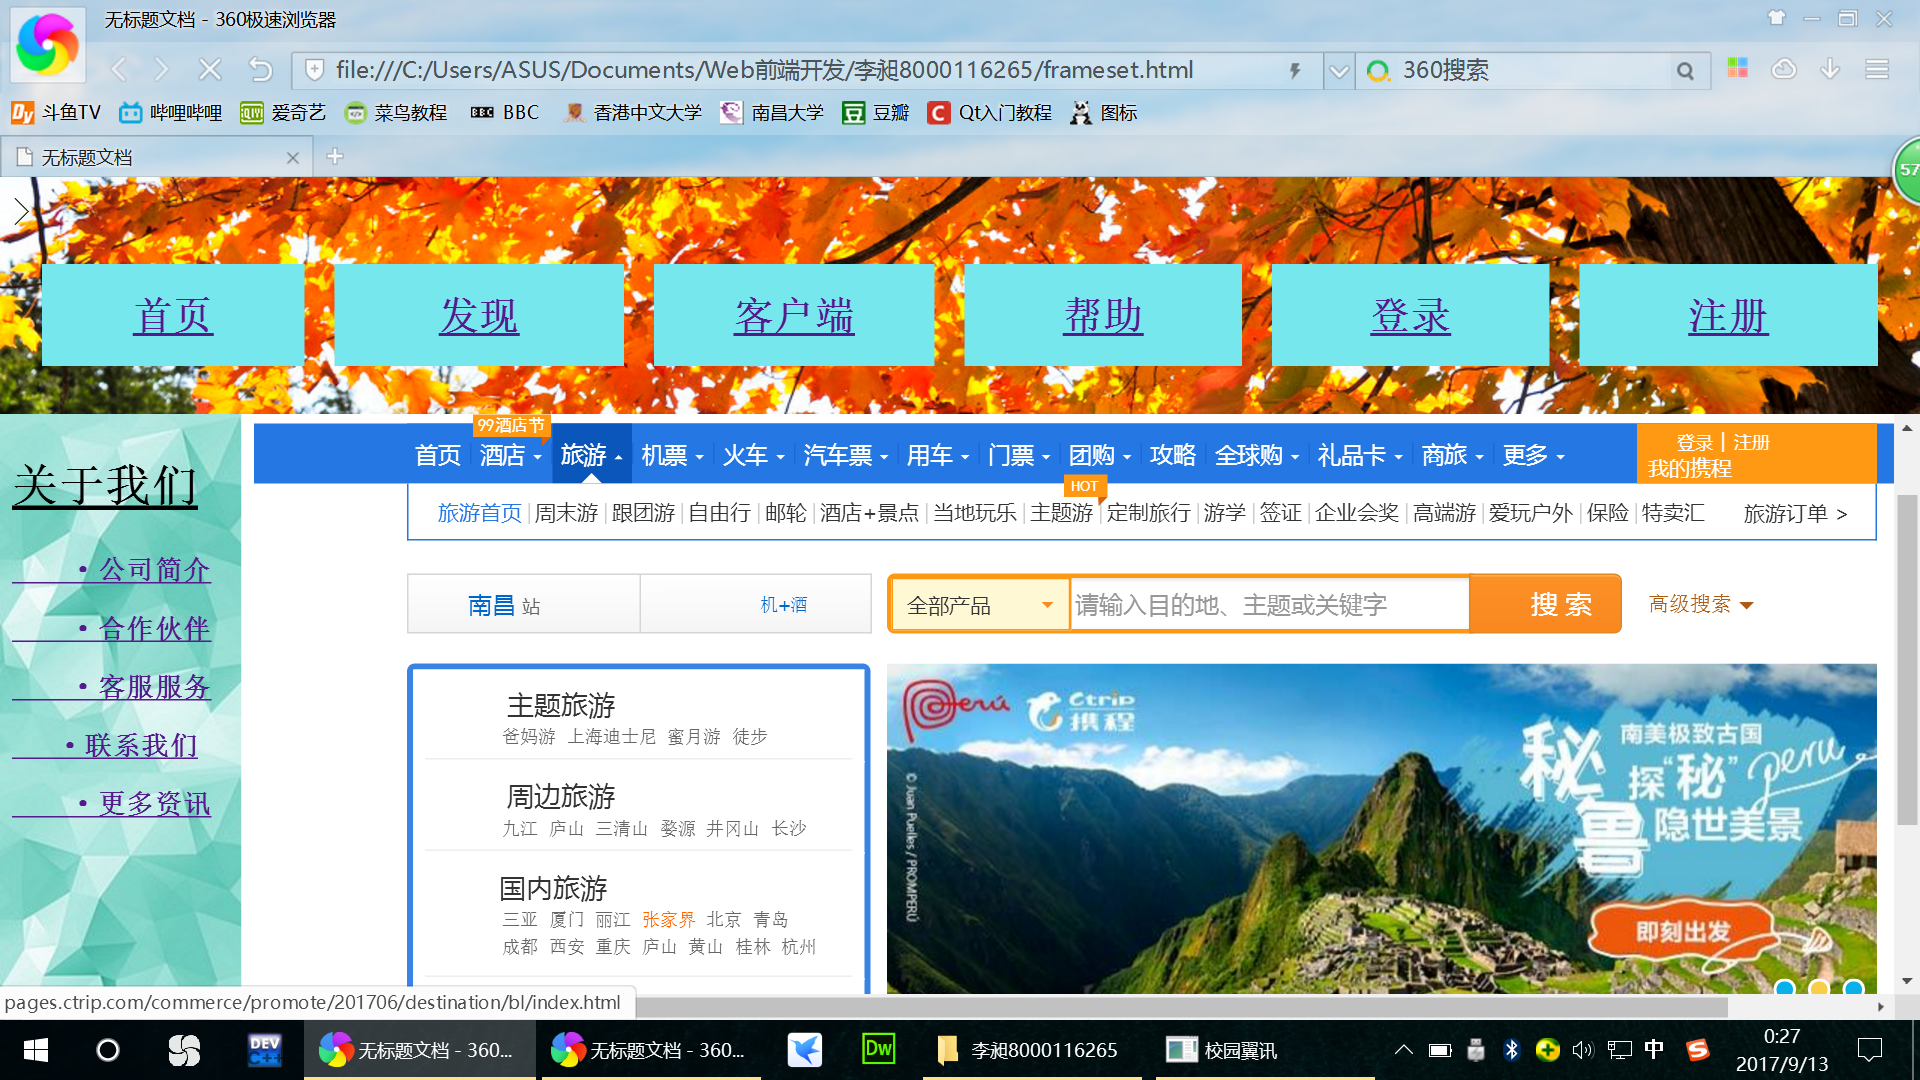 无标题文档 - 360极速浏览器
file:///C:/Users/ASUS/Documents/Web前端开发/李昶8000116265/frameset.html
360搜索
斗鱼TV 哔哩哔哩 爱奇艺 菜鸟教程 BBC 香港中文大学 南昌大学 豆瓣 Qt入门教程 图标
无标题文档
57
首页 发现 客户端 帮助 登录 注册
关于我们
• 公司简介
• 合作伙伴
• 客服服务
• 联系我们
• 更多资讯
99酒店节
首页 酒店 旅游 机票 火车 汽车票 用车 门票 团购 攻略 全球购 礼品卡 商旅 更多
登录 | 注册
我的携程
HOT
旅游首页 | 周末游 | 跟团游 | 自由行 | 邮轮 | 酒店+景点 | 当地玩乐 | 主题游 | 定制旅行 | 游学 | 签证 | 企业会奖 | 高端游 | 爱玩户外 | 保险 | 特卖汇 旅游订单 >
南昌 站 机+酒
全部产品 请输入目的地、主题或关键字 搜 索 高级搜索
主题旅游
爸妈游 上海迪士尼 蜜月游 徒步
周边旅游
九江 庐山 三清山 婺源 井冈山 长沙
国内旅游
三亚 厦门 丽江 张家界 北京 青岛
成都 西安 重庆 庐山 黄山 桂林 杭州
Perú Ctrip 携程
© Juan Puelles / PROMPERÚ
秘鲁
南美极致古国
探“秘” peru
隐世美景
即刻出发
pages.ctrip.com/commerce/promote/201706/destination/bl/index.html
DEV C++
无标题文档 - 360...
无标题文档 - 360...
Dw
李昶8000116265
校园翼讯
中
0:27
2017/9/13